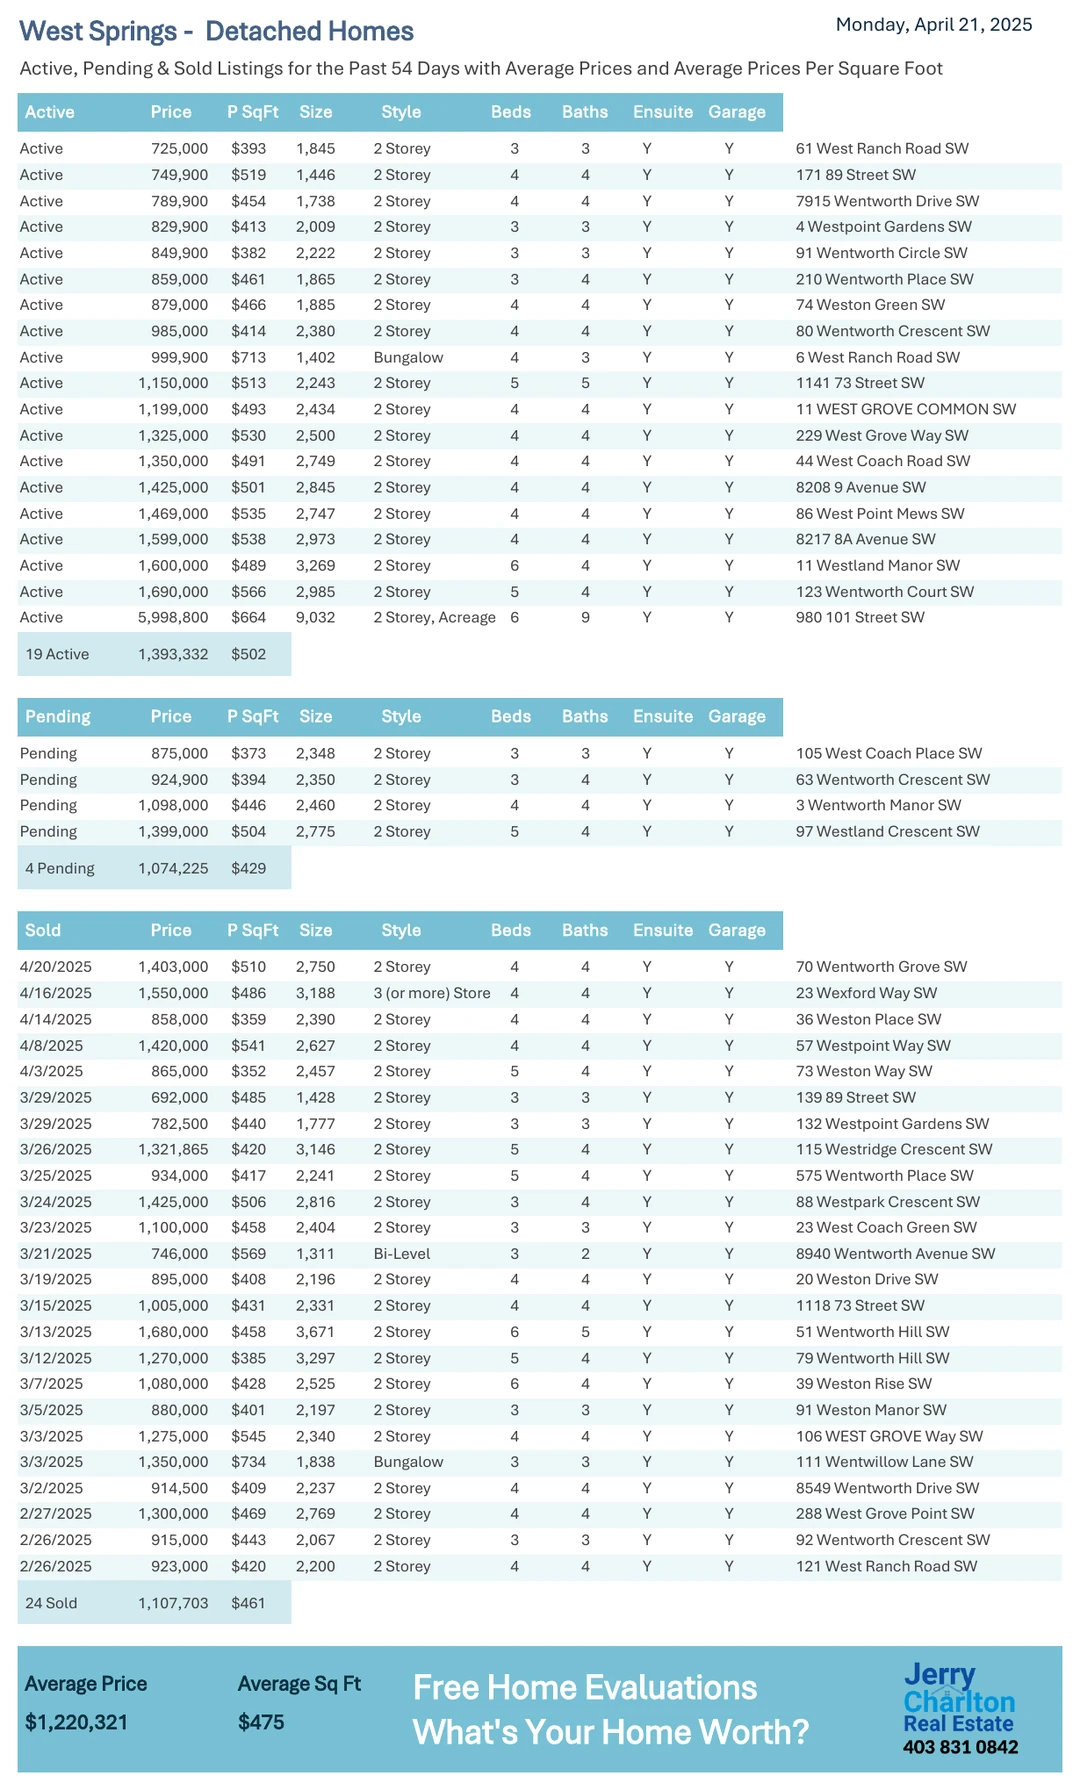 West Springs - Detached Homes
Monday, April 21, 2025
Active, Pending & Sold Listings for the Past 54 Days with Average Prices and Average Prices Per Square Foot
Active Price P SqFt Size Style Beds Baths Ensuite Garage
Active 725,000 $393 1,845 2 Storey 3 3 Y Y 61 West Ranch Road SW
Active 749,900 $519 1,446 2 Storey 4 4 Y Y 171 89 Street SW
Active 789,900 $454 1,738 2 Storey 4 4 Y Y 7915 Wentworth Drive SW
Active 829,900 $413 2,009 2 Storey 3 3 Y Y 4 Westpoint Gardens SW
Active 849,900 $382 2,222 2 Storey 3 3 Y Y 91 Wentworth Circle SW
Active 859,000 $461 1,865 2 Storey 3 4 Y Y 210 Wentworth Place SW
Active 879,000 $466 1,885 2 Storey 4 4 Y Y 74 Weston Green SW
Active 985,000 $414 2,380 2 Storey 4 4 Y Y 80 Wentworth Crescent SW
Active 999,900 $713 1,402 Bungalow 4 3 Y Y 6 West Ranch Road SW
Active 1,150,000 $513 2,243 2 Storey 5 5 Y Y 1141 73 Street SW
Active 1,199,000 $493 2,434 2 Storey 4 4 Y Y 11 WEST GROVE COMMON SW
Active 1,325,000 $530 2,500 2 Storey 4 4 Y Y 229 West Grove Way SW
Active 1,350,000 $491 2,749 2 Storey 4 4 Y Y 44 West Coach Road SW
Active 1,425,000 $501 2,845 2 Storey 4 4 Y Y 8208 9 Avenue SW
Active 1,469,000 $535 2,747 2 Storey 4 4 Y Y 86 West Point Mews SW
Active 1,599,000 $538 2,973 2 Storey 4 4 Y Y 8217 8A Avenue SW
Active 1,600,000 $489 3,269 2 Storey 6 4 Y Y 11 Westland Manor SW
Active 1,690,000 $566 2,985 2 Storey 5 4 Y Y 123 Wentworth Court SW
Active 5,998,800 $664 9,032 2 Storey, Acreage 6 9 Y Y 980 101 Street SW
19 Active 1,393,332 $502
Pending Price P SqFt Size Style Beds Baths Ensuite Garage
Pending 875,000 $373 2,348 2 Storey 3 3 Y Y 105 West Coach Place SW
Pending 924,900 $394 2,350 2 Storey 3 4 Y Y 63 Wentworth Crescent SW
Pending 1,098,000 $446 2,460 2 Storey 4 4 Y Y 3 Wentworth Manor SW
Pending 1,399,000 $504 2,775 2 Storey 5 4 Y Y 97 Westland Crescent SW
4 Pending 1,074,225 $429
Sold Price P SqFt Size Style Beds Baths Ensuite Garage
4/20/2025 1,403,000 $510 2,750 2 Storey 4 4 Y Y 70 Wentworth Grove SW
4/16/2025 1,550,000 $486 3,188 3 (or more) Store 4 4 Y Y 23 Wexford Way SW
4/14/2025 858,000 $359 2,390 2 Storey 4 4 Y Y 36 Weston Place SW
4/8/2025 1,420,000 $541 2,627 2 Storey 4 4 Y Y 57 Westpoint Way SW
4/3/2025 865,000 $352 2,457 2 Storey 5 4 Y Y 73 Weston Way SW
3/29/2025 692,000 $485 1,428 2 Storey 3 3 Y Y 139 89 Street SW
3/29/2025 782,500 $440 1,777 2 Storey 3 3 Y Y 132 Westpoint Gardens SW
3/26/2025 1,321,865 $420 3,146 2 Storey 5 4 Y Y 115 Westridge Crescent SW
3/25/2025 934,000 $417 2,241 2 Storey 5 4 Y Y 575 Wentworth Place SW
3/24/2025 1,425,000 $506 2,816 2 Storey 3 4 Y Y 88 Westpark Crescent SW
3/23/2025 1,100,000 $458 2,404 2 Storey 3 3 Y Y 23 West Coach Green SW
3/21/2025 746,000 $569 1,311 Bi-Level 3 2 Y Y 8940 Wentworth Avenue SW
3/19/2025 895,000 $408 2,196 2 Storey 4 4 Y Y 20 Weston Drive SW
3/15/2025 1,005,000 $431 2,331 2 Storey 4 4 Y Y 1118 73 Street SW
3/13/2025 1,680,000 $458 3,671 2 Storey 6 5 Y Y 51 Wentworth Hill SW
3/12/2025 1,270,000 $385 3,297 2 Storey 5 4 Y Y 79 Wentworth Hill SW
3/7/2025 1,080,000 $428 2,525 2 Storey 6 4 Y Y 39 Weston Rise SW
3/5/2025 880,000 $401 2,197 2 Storey 3 3 Y Y 91 Weston Manor SW
3/3/2025 1,275,000 $545 2,340 2 Storey 4 4 Y Y 106 WEST GROVE Way SW
3/3/2025 1,350,000 $734 1,838 Bungalow 3 3 Y Y 111 Wentwillow Lane SW
3/2/2025 914,500 $409 2,237 2 Storey 4 4 Y Y 8549 Wentworth Drive SW
2/27/2025 1,300,000 $469 2,769 2 Storey 4 4 Y Y 288 West Grove Point SW
2/26/2025 915,000 $443 2,067 2 Storey 3 3 Y Y 92 Wentworth Crescent SW
2/26/2025 923,000 $420 2,200 2 Storey 4 4 Y Y 121 West Ranch Road SW
24 Sold 1,107,703 $461
Average Price Average Sq Ft
$1,220,321 $475
Free Home Evaluations
What's Your Home Worth?
Jerry
Charlton
Real Estate
403 831 0842